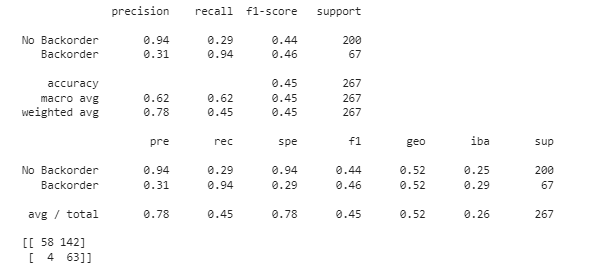 precision recall f1-score support
No Backorder 0.94 0.29 0.44 200
Backorder 0.31 0.94 0.46 67
accuracy 0.45 267
macro avg 0.62 0.62 0.45 267
weighted avg 0.78 0.45 0.45 267
pre rec spe f1 geo iba sup
No Backorder 0.94 0.29 0.94 0.44 0.52 0.25 200
Backorder 0.31 0.94 0.29 0.46 0.52 0.29 67
avg / total 0.78 0.45 0.78 0.45 0.52 0.26 267
[[ 58 142]
[ 4 63]]